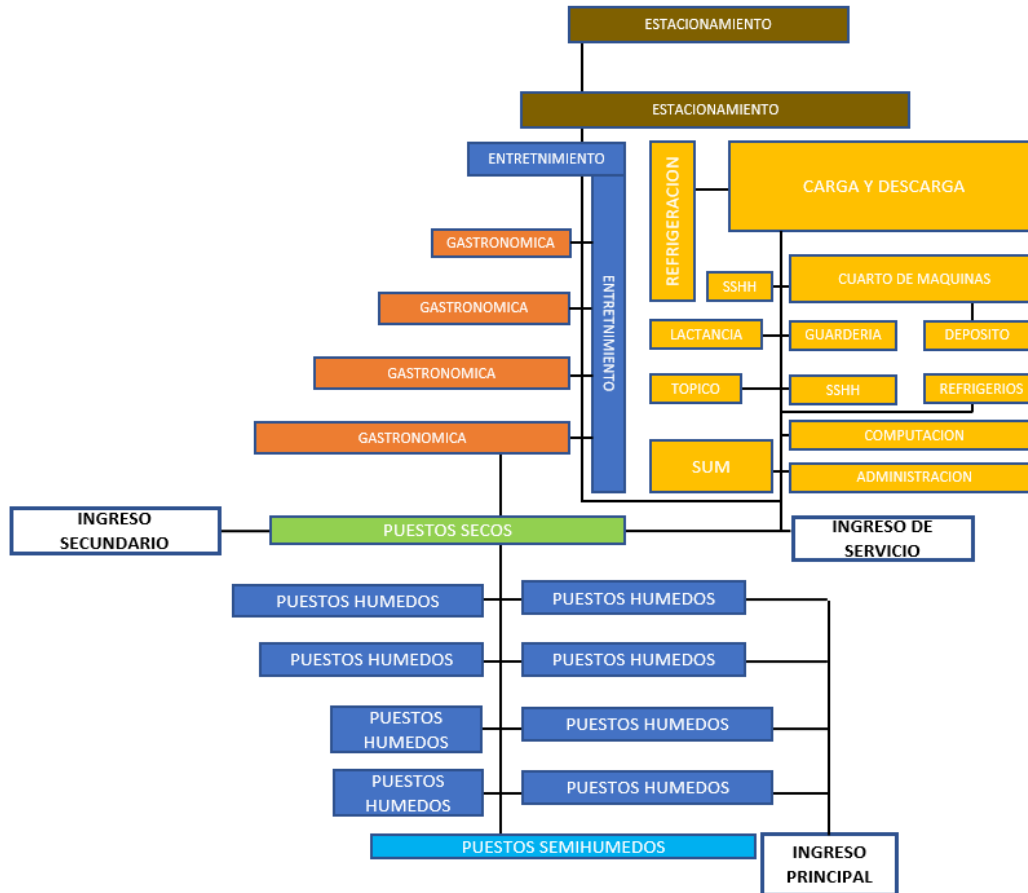 ESTACIONAMIENTO
ESTACIONAMIENTO
ENTRETNIMIENTO
REFRIGERACION
CARGA Y DESCARGA
GASTRONOMICA
ENTRETNIMIENTO
SSHH
CUARTO DE MAQUINAS
GASTRONOMICA
LACTANCIA
GUARDERIA
DEPOSITO
GASTRONOMICA
TOPICO
SSHH
REFRIGERIOS
GASTRONOMICA
COMPUTACION
SUM
ADMINISTRACION
INGRESO
SECUNDARIO
PUESTOS SECOS
INGRESO DE
SERVICIO
PUESTOS HUMEDOS
PUESTOS HUMEDOS
PUESTOS HUMEDOS
PUESTOS HUMEDOS
PUESTOS
HUMEDOS
PUESTOS HUMEDOS
PUESTOS
HUMEDOS
PUESTOS HUMEDOS
PUESTOS SEMIHUMEDOS
INGRESO
PRINCIPAL